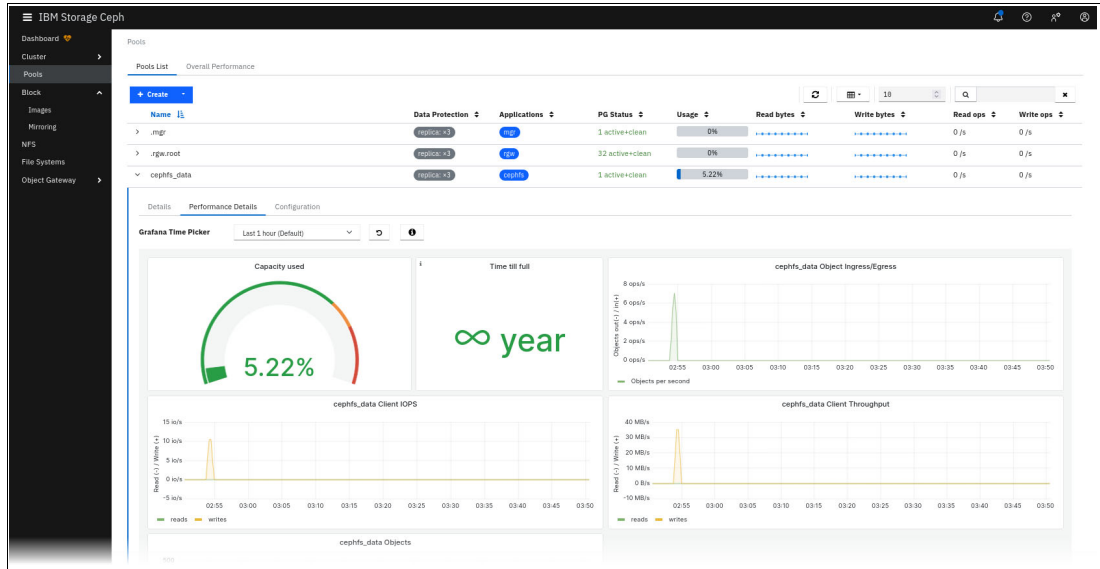 IBM Storage Ceph
Dashboard
Cluster
Pools
Block
Images
Mirroring
NFS
File Systems
Object Gateway
Pools
Pools List Overall Performance
+ Create
10
Name Data Protection Applications PG Status Usage Read bytes Write bytes Read ops Write ops
.mgr replica: ×3 mgr 1 active+clean 0% 0 /s 0 /s
.rgw.root replica: ×3 rgw 32 active+clean 0% 0 /s 0 /s
cephfs_data replica: ×3 cephfs 1 active+clean 5.22% 0 /s 0 /s
Details Performance Details Configuration
Grafana Time Picker Last 1 hour (Default)
Capacity used
5.22%
Time till full
∞ year
cephfs_data Object Ingress/Egress
Objects out(-) / in(+)
8 ops/s
6 ops/s
4 ops/s
2 ops/s
0 ops/s
02:55 03:00 03:05 03:10 03:15 03:20 03:25 03:30 03:35 03:40 03:45 03:50
Objects per second
cephfs_data Client IOPS
Read (-) / Write (+)
15 io/s
10 io/s
5 io/s
0 io/s
-5 io/s
02:55 03:00 03:05 03:10 03:15 03:20 03:25 03:30 03:35 03:40 03:45 03:50
reads writes
cephfs_data Client Throughput
Read (-) / Write (+)
40 MB/s
30 MB/s
20 MB/s
10 MB/s
0 B/s
-10 MB/s
02:55 03:00 03:05 03:10 03:15 03:20 03:25 03:30 03:35 03:40 03:45 03:50
reads writes
cephfs_data Objects